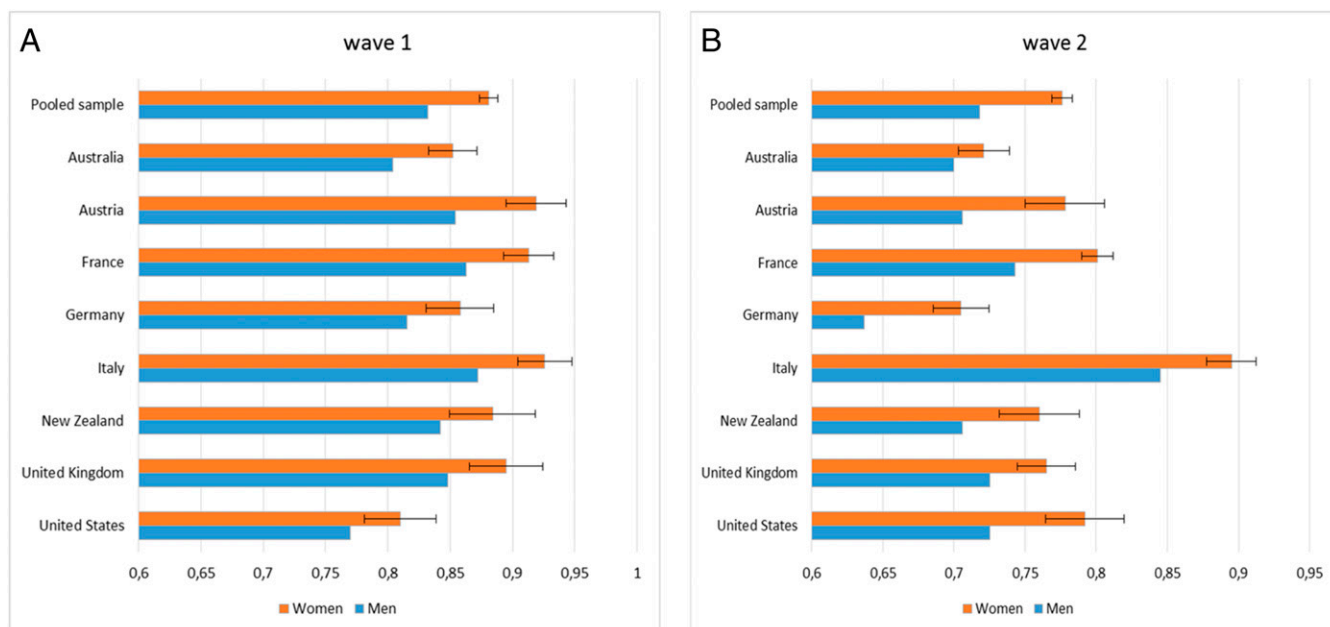 A
wave 1
Pooled sample
Australia
Austria
France
Germany
Italy
New Zealand
United Kingdom
United States
0,6 0,65 0,7 0,75 0,8 0,85 0,9 0,95 1
Women Men
B
wave 2
Pooled sample
Australia
Austria
France
Germany
Italy
New Zealand
United Kingdom
United States
0,6 0,65 0,7 0,75 0,8 0,85 0,9 0,95
Women Men